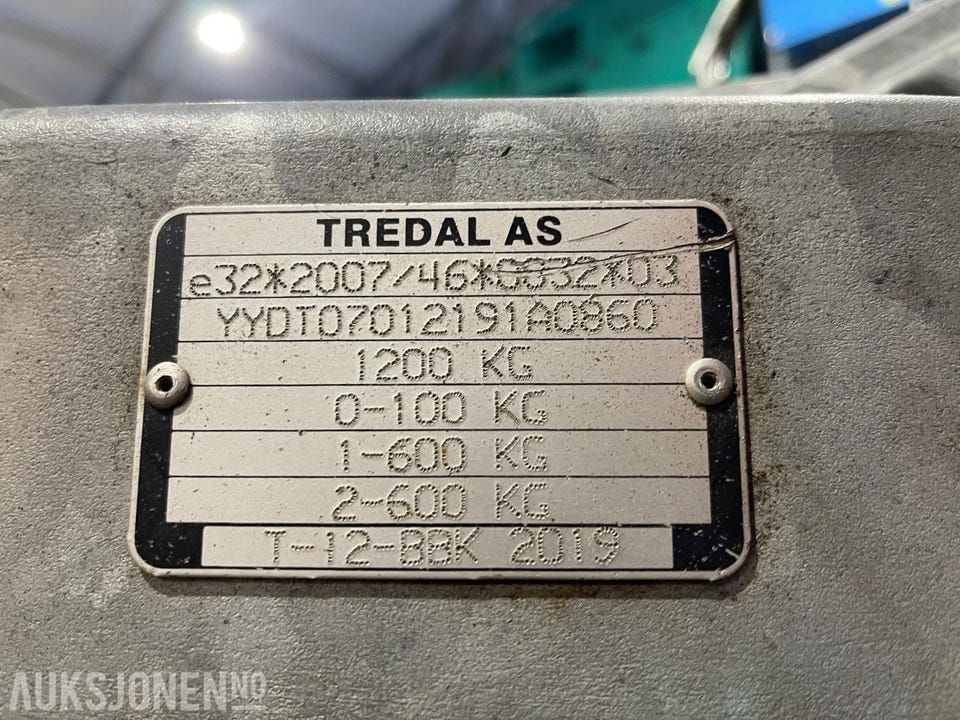 TREDAL AS
e32*2007/46*0032*03
YYDT07012191A0860
1200 KG
0-100 KG
1-600 KG
2-600 KG
T-12-BBK 2019
AUKSJONEN NO